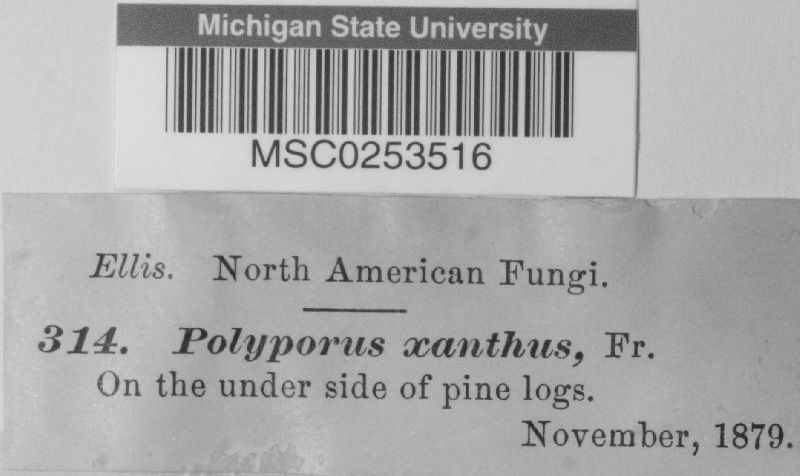 Michigan State University
MSC0253516
Ellis. North American Fungi.
314. Polyporus xanthus, Fr.
On the under side of pine logs.
November, 1879.